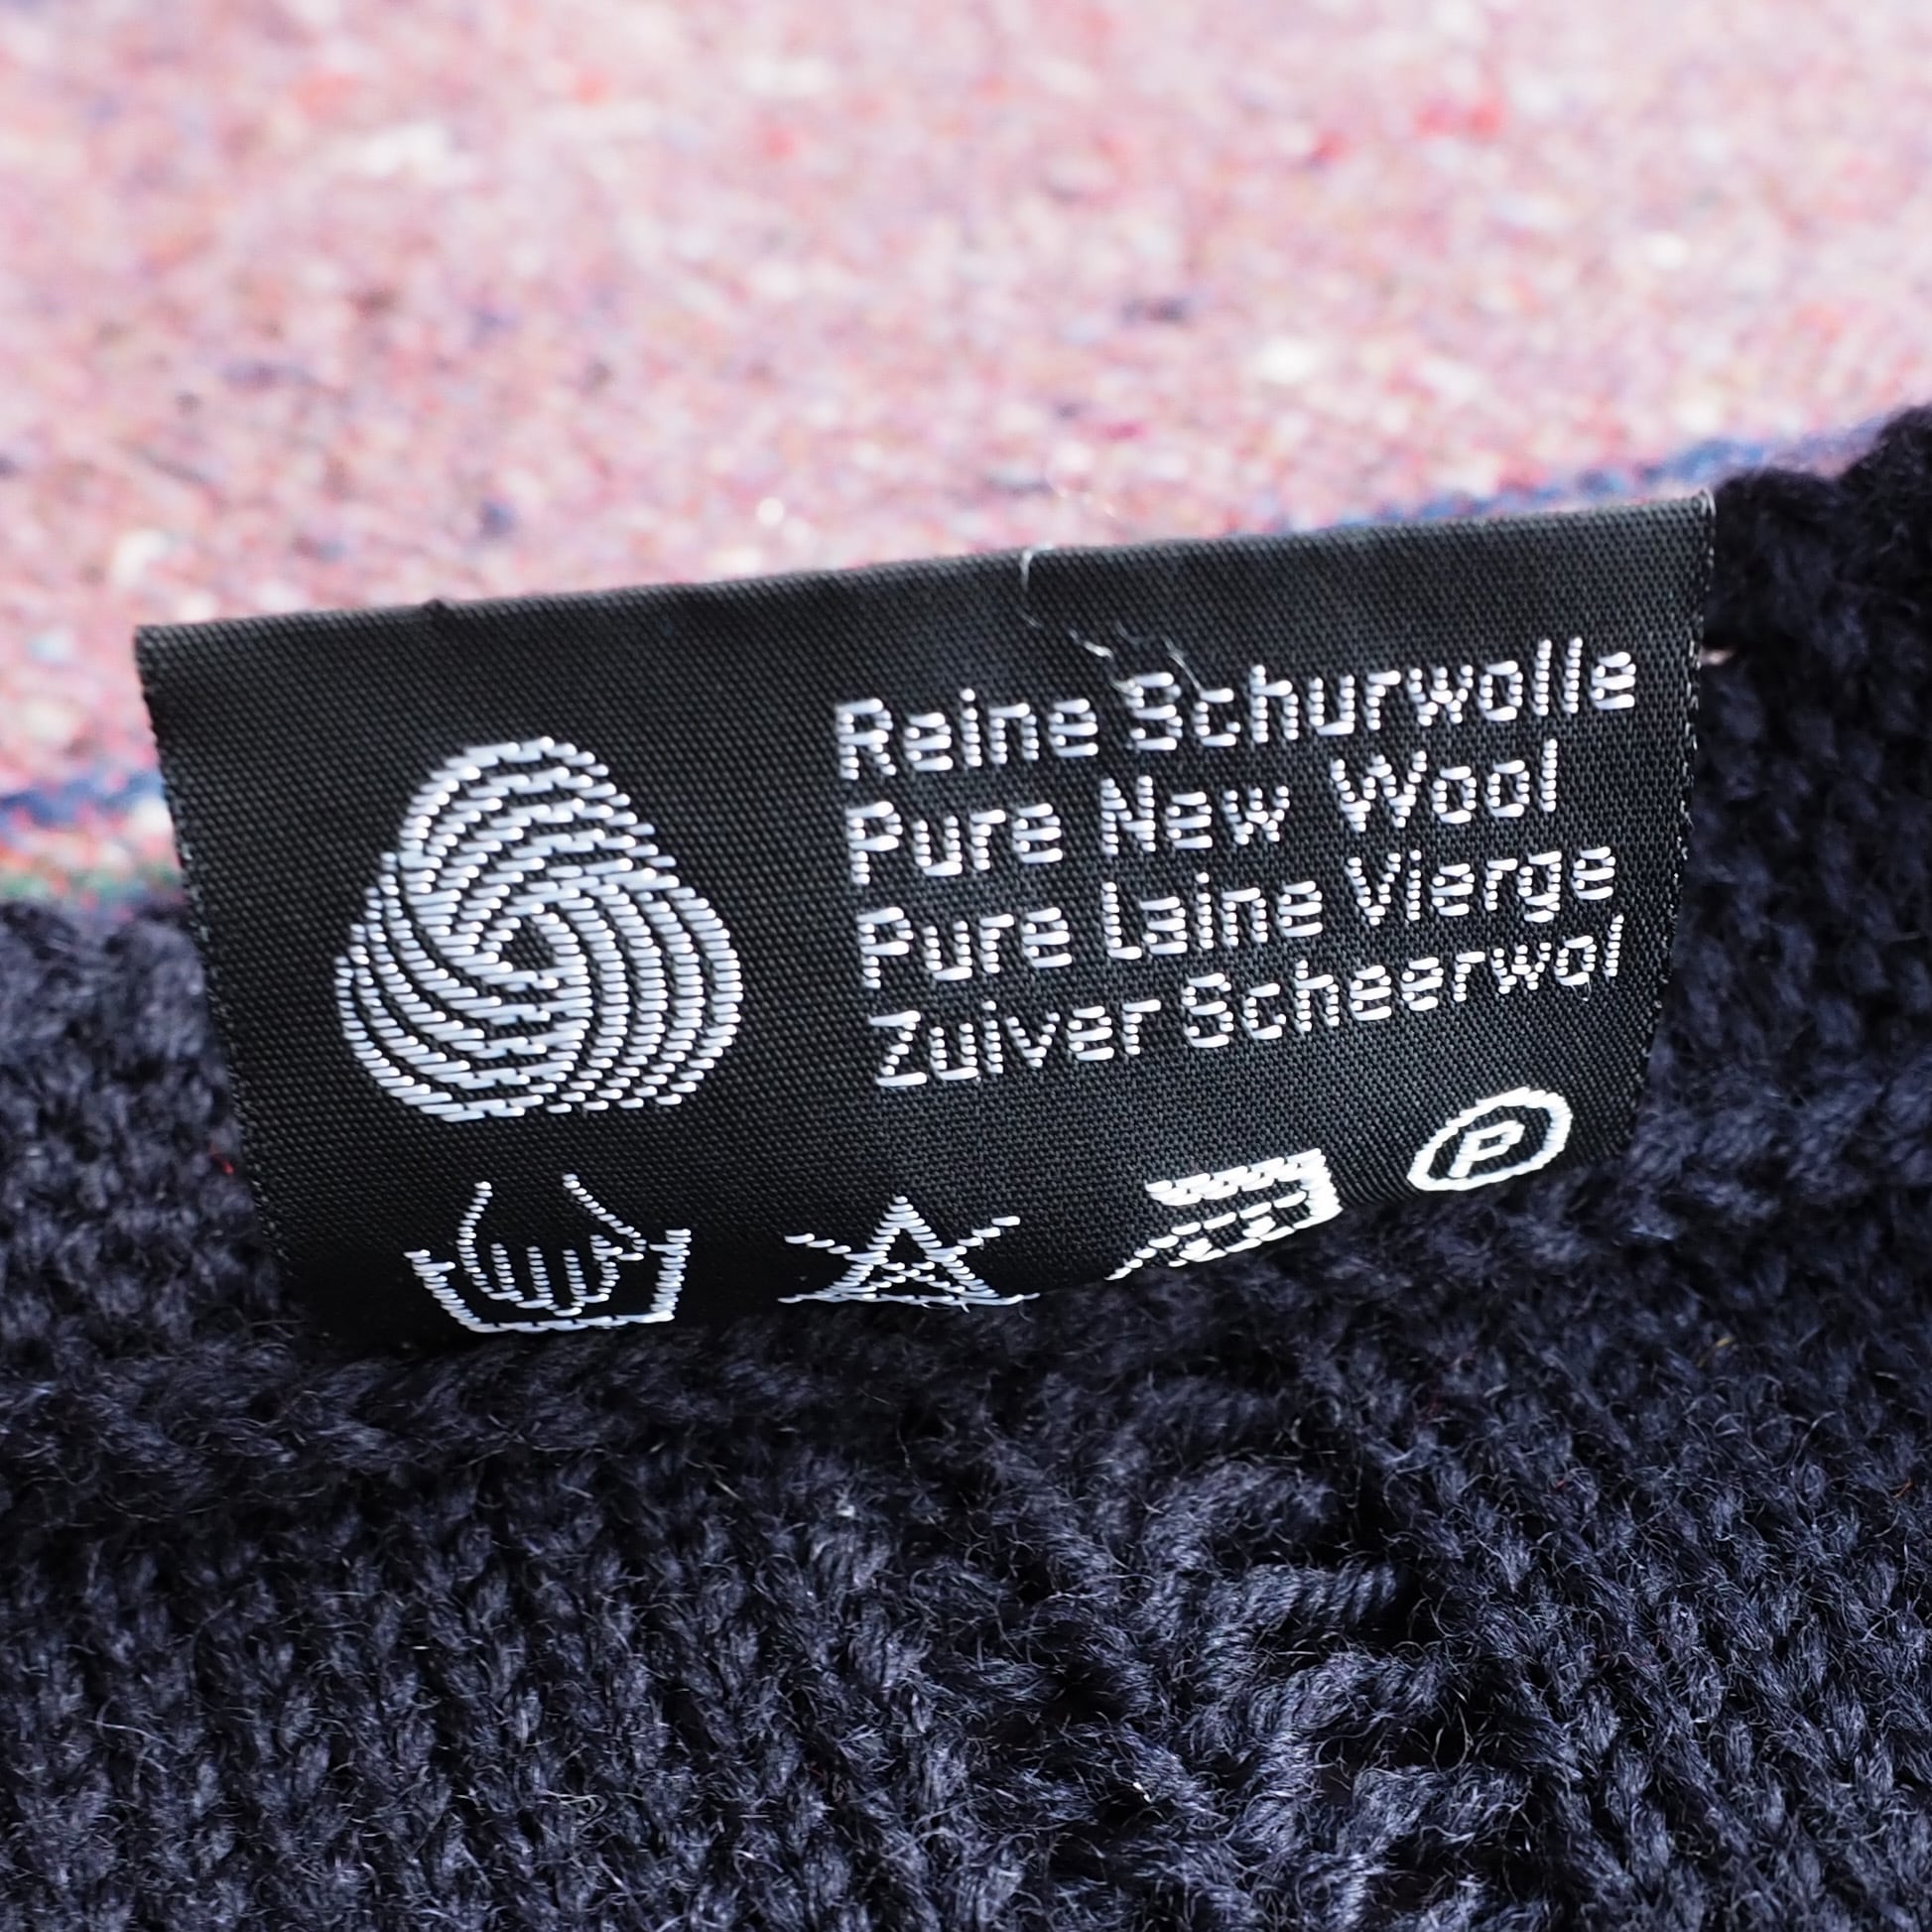 Reine Schurwolle
Pure New Wool
Pure Laine Vierge
Zuiver Scheerwol
A
P